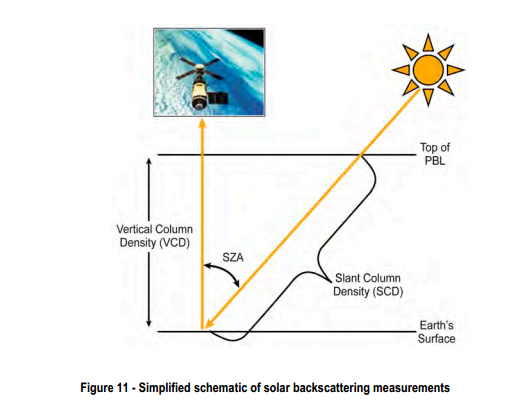 Top of
PBL
Vertical Column
Density (VCD)
SZA
Slant Column
Density (SCD)
Earth's
Surface
Figure 11 - Simplified schematic of solar backscattering measurements